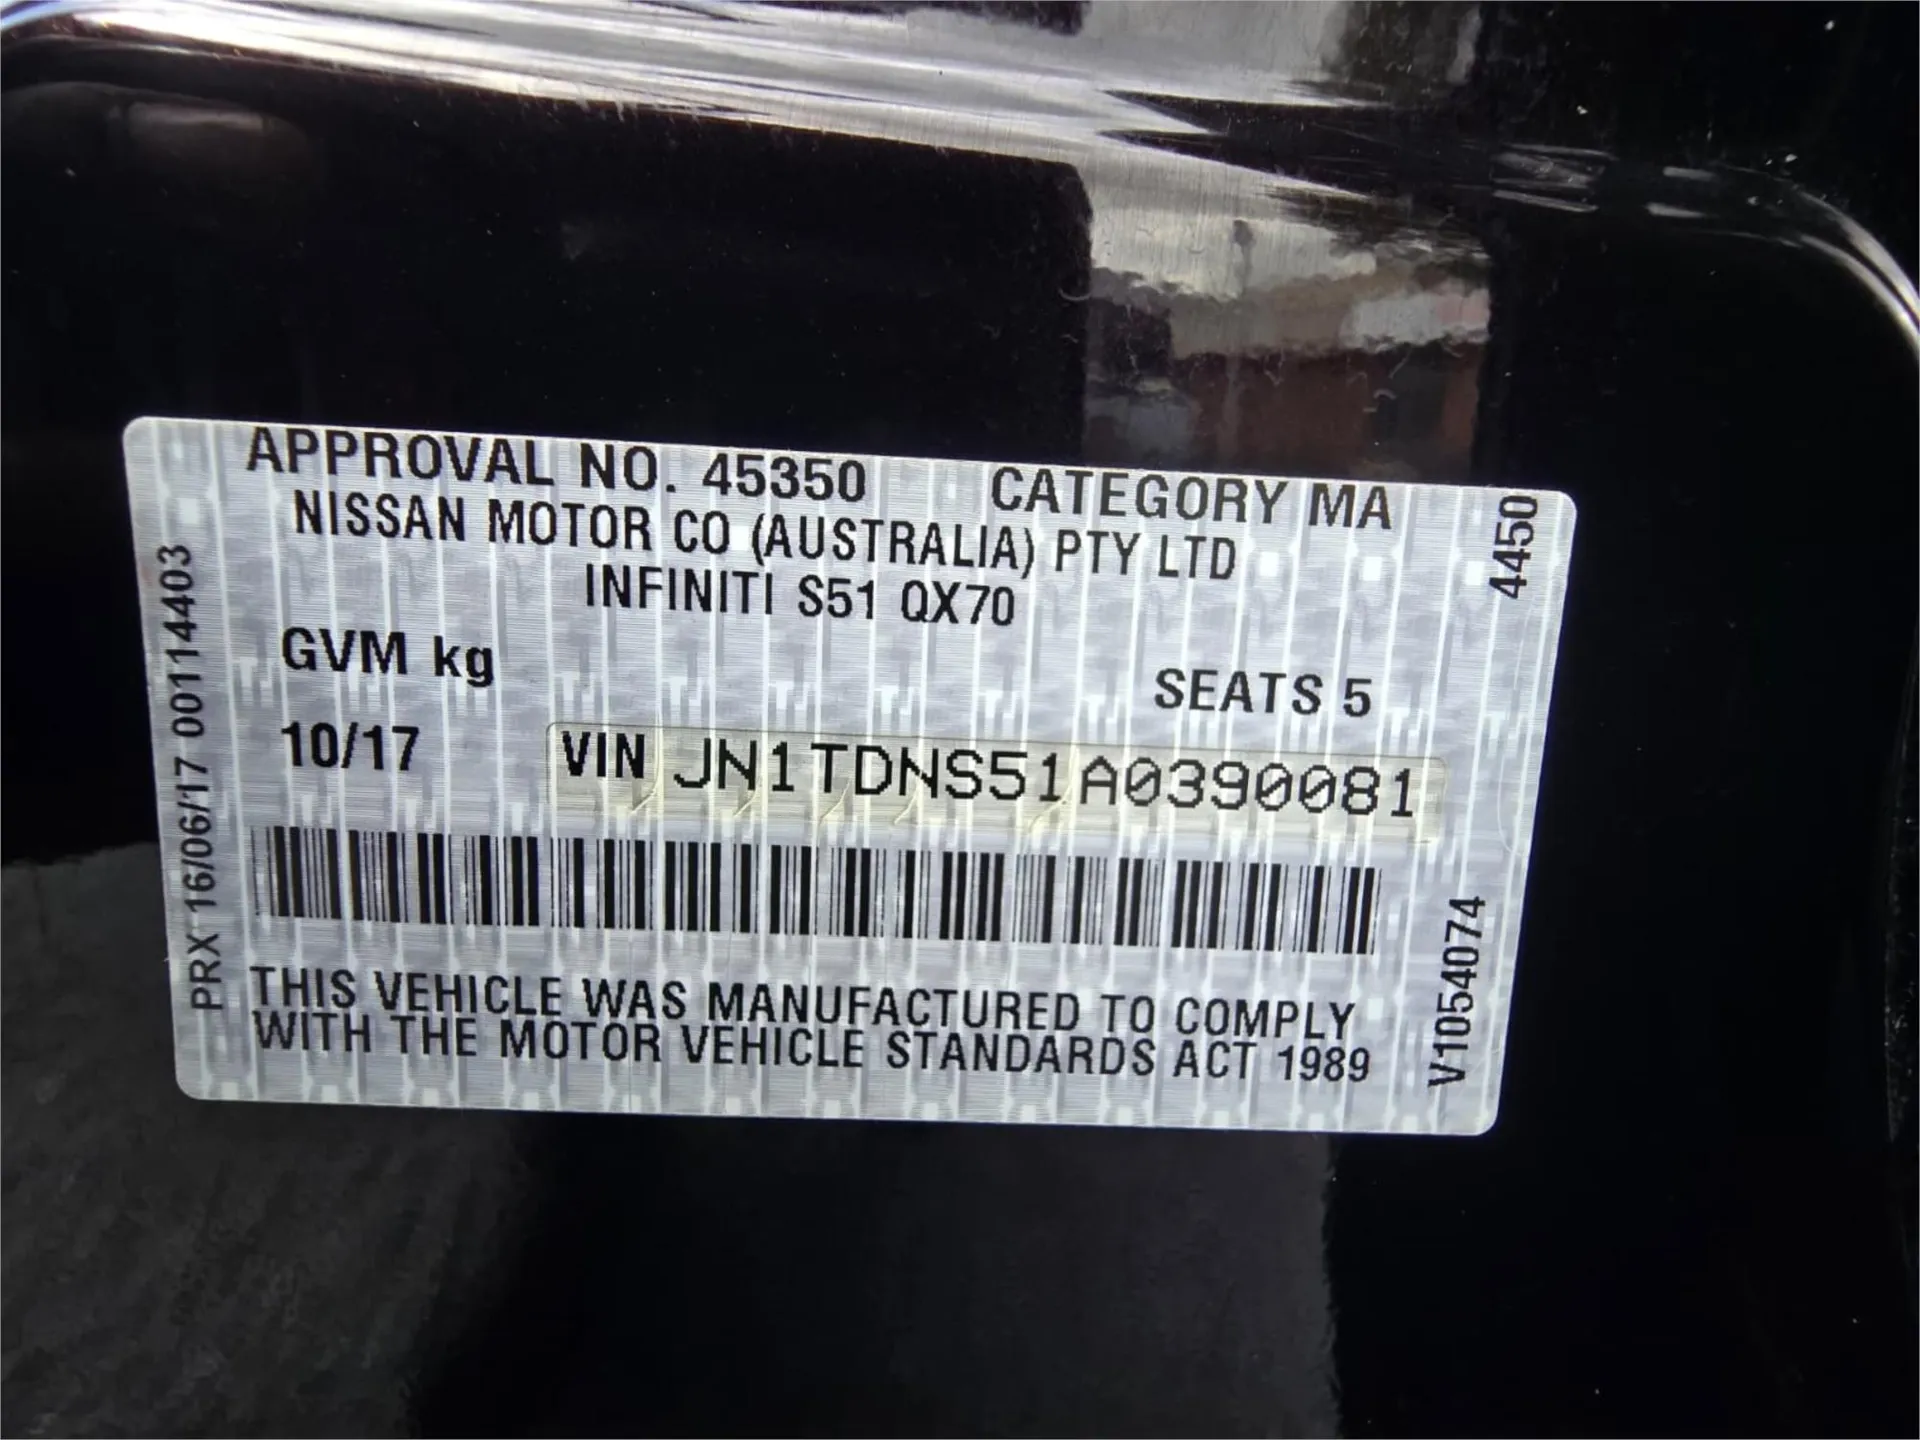 APPROVAL NO. 45350 CATEGORY MA
NISSAN MOTOR CO (AUSTRALIA) PTY LTD
INFINITI S51 QX70
GVM kg
SEATS 5
10/17 VIN JN1TDNS51A0390081
THIS VEHICLE WAS MANUFACTURED TO COMPLY
WITH THE MOTOR VEHICLE STANDARDS ACT 1989
PRX 16/06/17 00114403
4450
V1054074